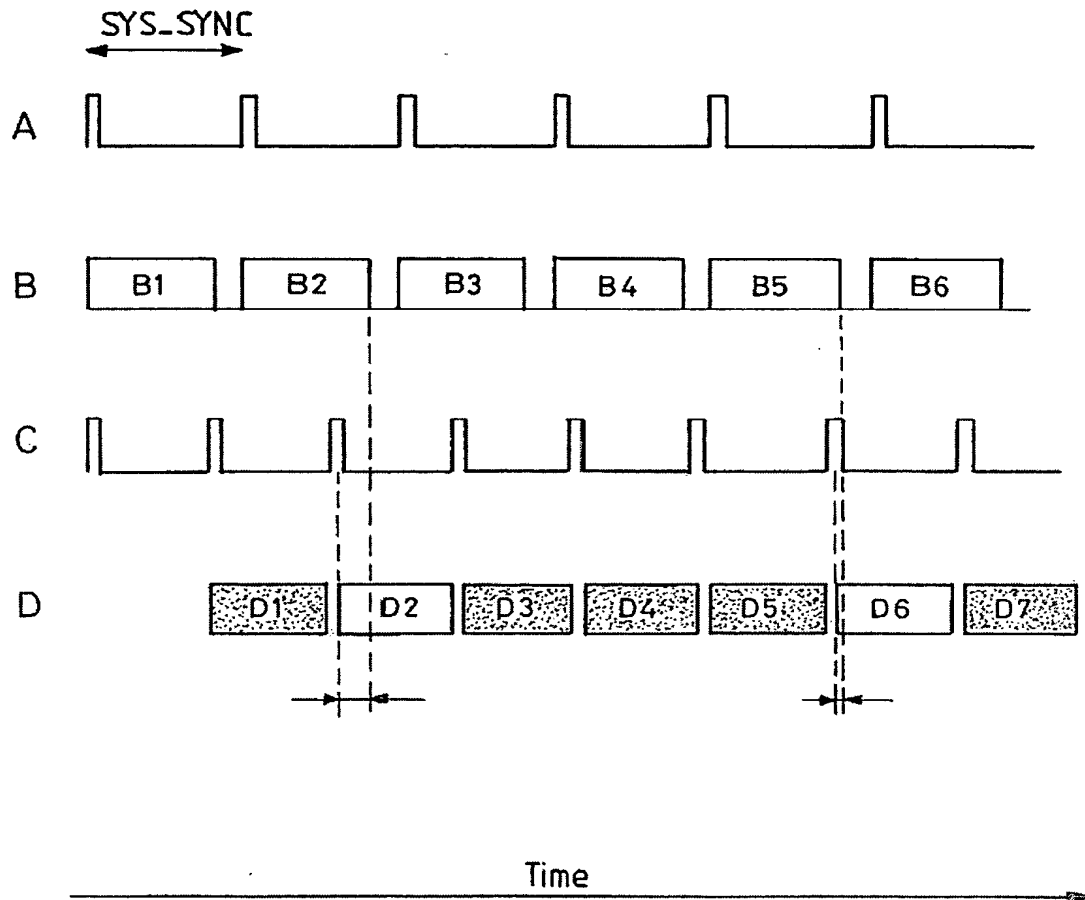 SYS_SYNC
A
B
B1 B2 B3 B4 B5 B6
C
D
D1 D2 D3 D4 D5 D6 D7
Time